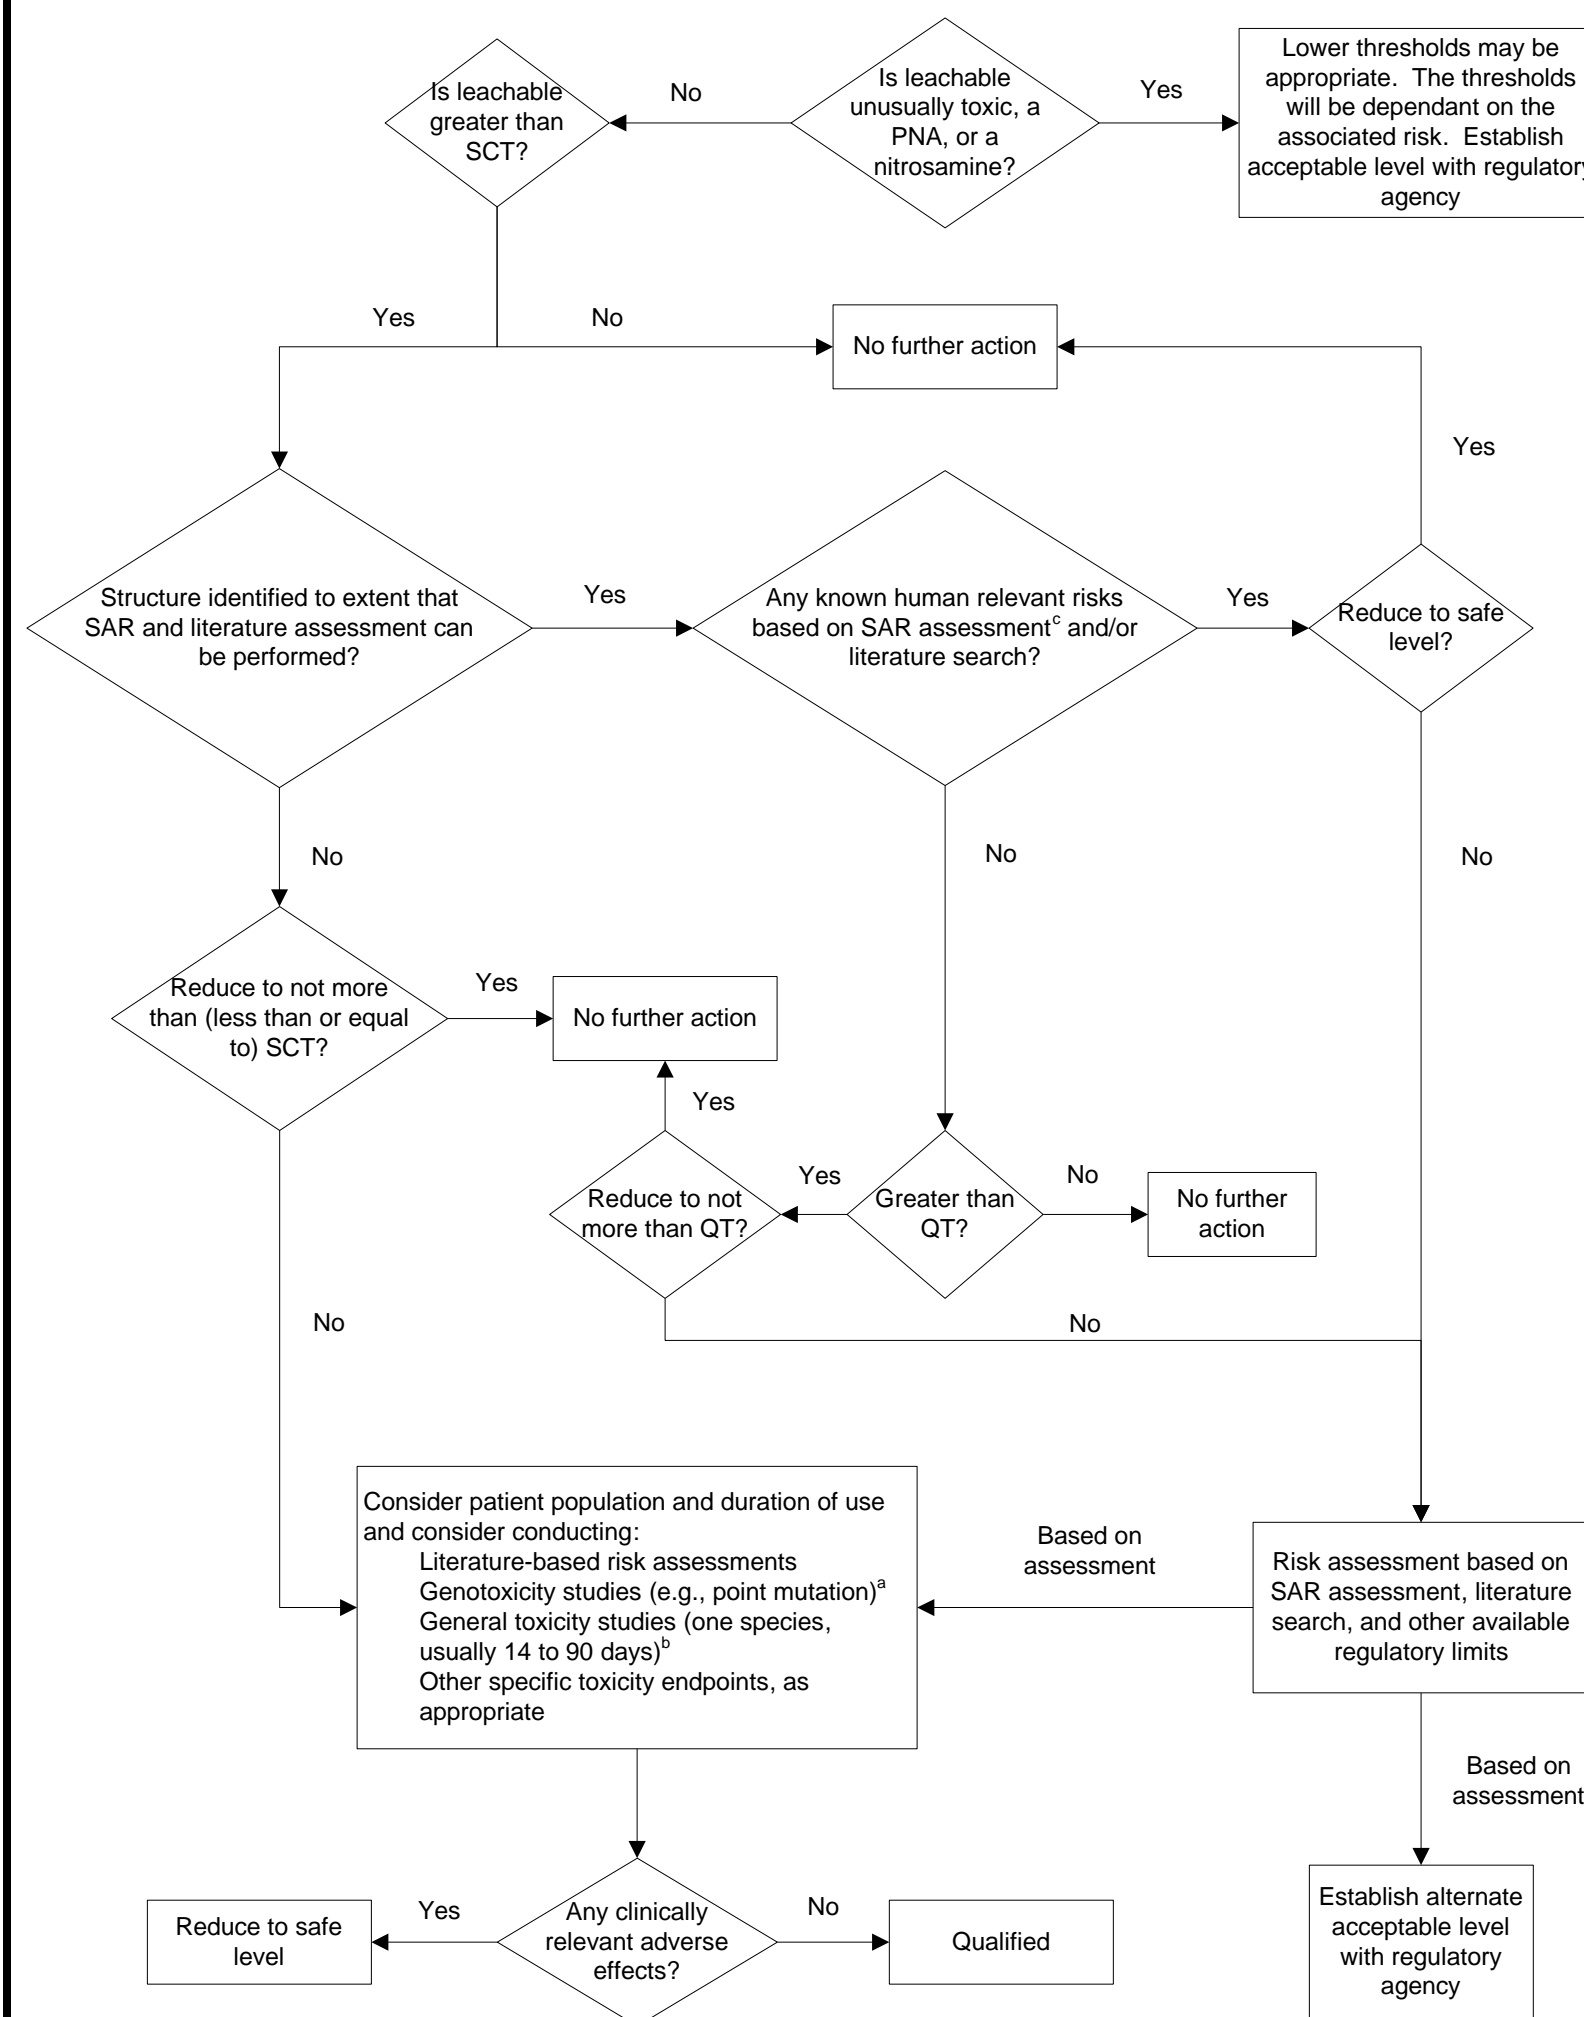 Is leachable
greater than
SCT?
No
Is leachable
unusually toxic, a
PNA, or a
nitrosamine?
Yes
Lower thresholds may be
appropriate. The thresholds
will be dependant on the
associated risk. Establish
acceptable level with regulatory
agency
Yes
No
No further action
Yes
Structure identified to extent that
SAR and literature assessment can
be performed?
Yes
Any known human relevant risks
based on SAR assessmentᶜ and/or
literature search?
Yes
Reduce to safe
level?
No
No
No
Reduce to not more
than (less than or equal
to) SCT?
Yes
No further action
Yes
Reduce to not
more than QT?
Yes
Greater than
QT?
No
No further
action
No
No
Consider patient population and duration of use
and consider conducting:
Literature-based risk assessments
Genotoxicity studies (e.g., point mutation)ᵃ
General toxicity studies (one species,
usually 14 to 90 days)ᵇ
Other specific toxicity endpoints, as
appropriate
Based on
assessment
Risk assessment based on
SAR assessment, literature
search, and other available
regulatory limits
Based on
assessment
Reduce to safe
level
Yes
Any clinically
relevant adverse
effects?
No
Qualified
Establish alternate
acceptable level
with regulatory
agency